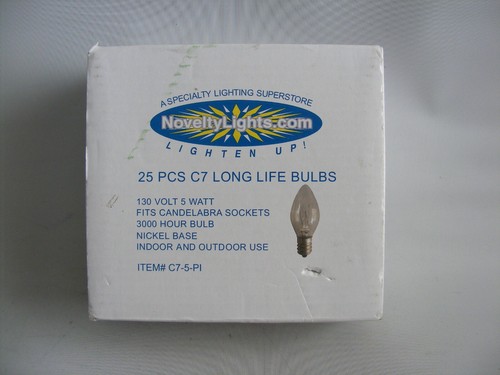 A SPECIALTY LIGHTING SUPERSTORE
NoveltyLights.com
LIGHTEN UP!
25 PCS C7 LONG LIFE BULBS
130 VOLT 5 WATT
FITS CANDELABRA SOCKETS
3000 HOUR BULB
NICKEL BASE
INDOOR AND OUTDOOR USE
ITEM# C7-5-PI